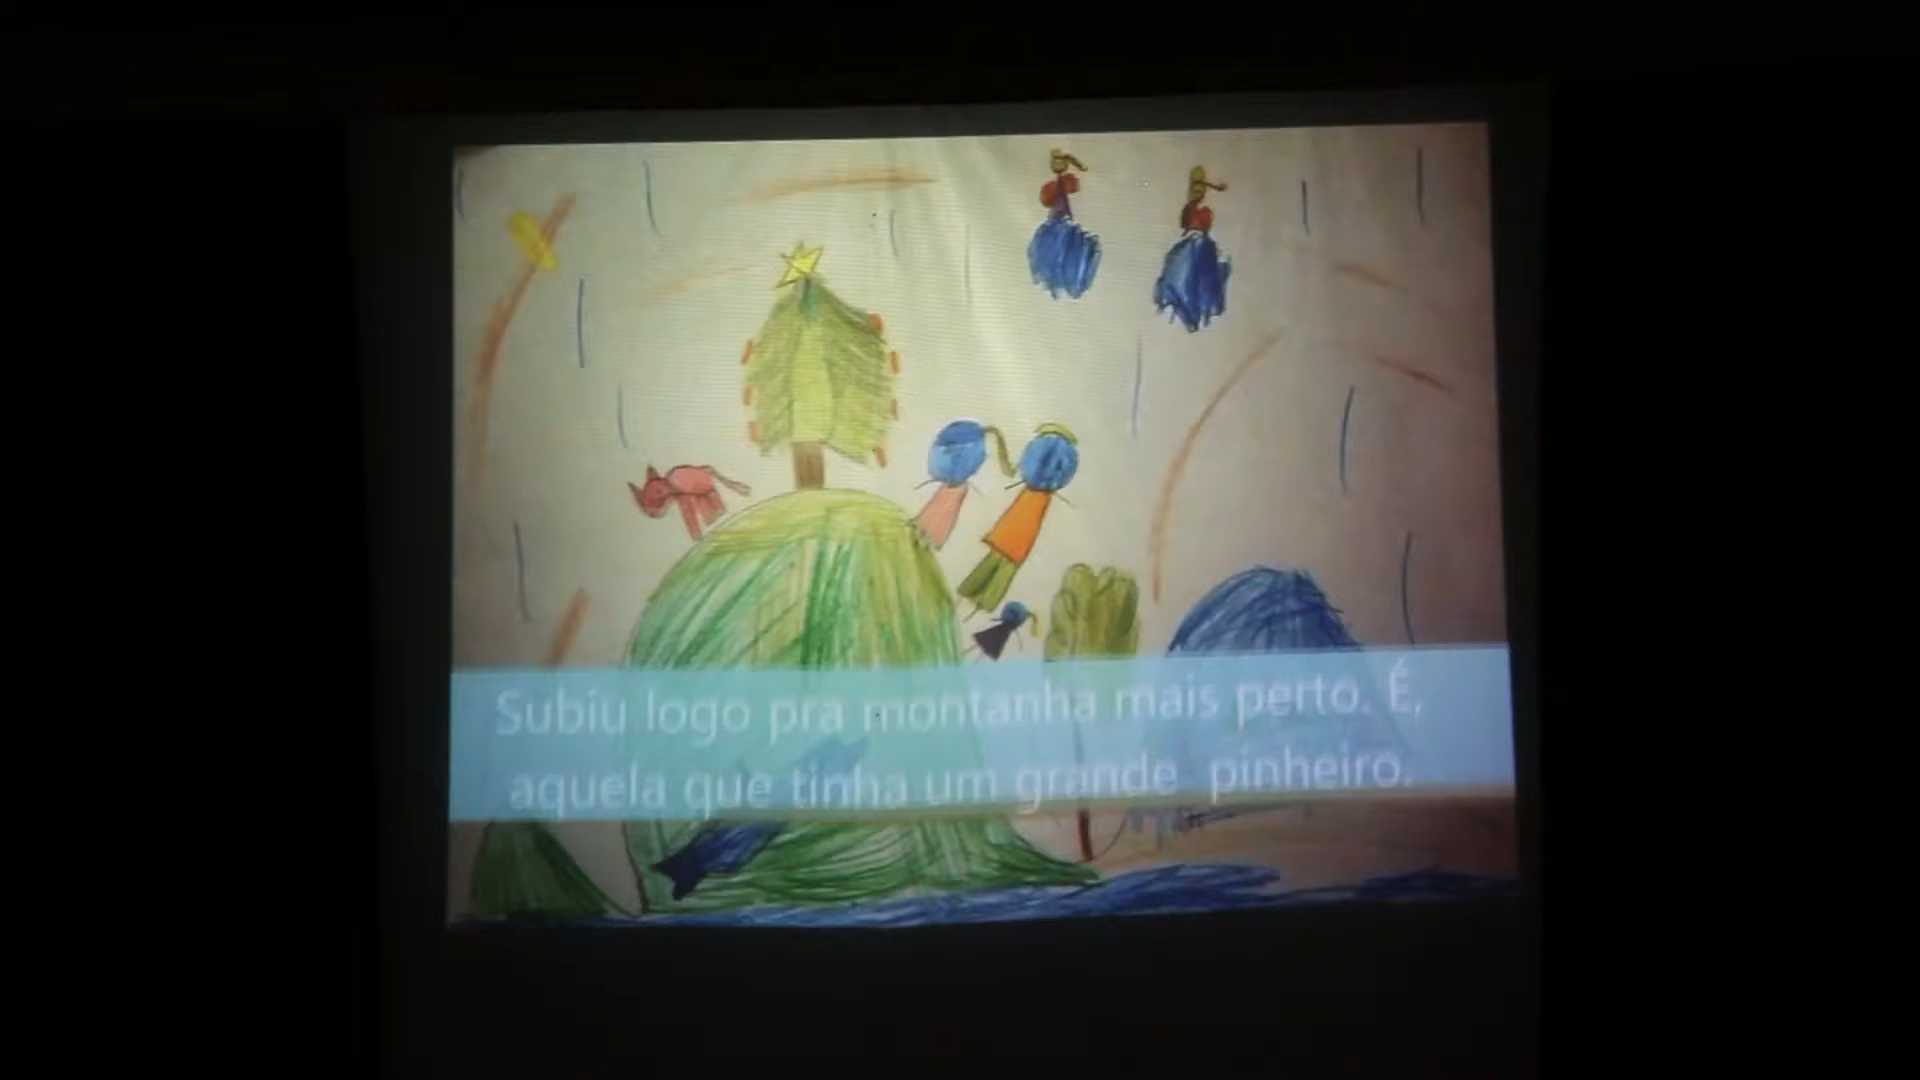 Subiu logo pra montanha mais perto. É,
aquela que tinha um grande pinheiro.